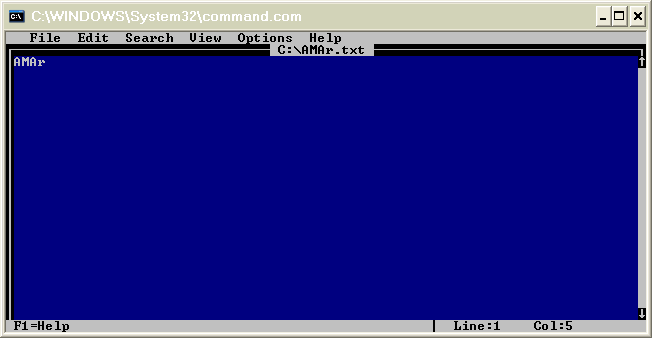 C:\WINDOWS\System32\command.com
File Edit Search View Options Help
C:\AMAr.txt
AMAr
F1=Help Line:1 Col:5